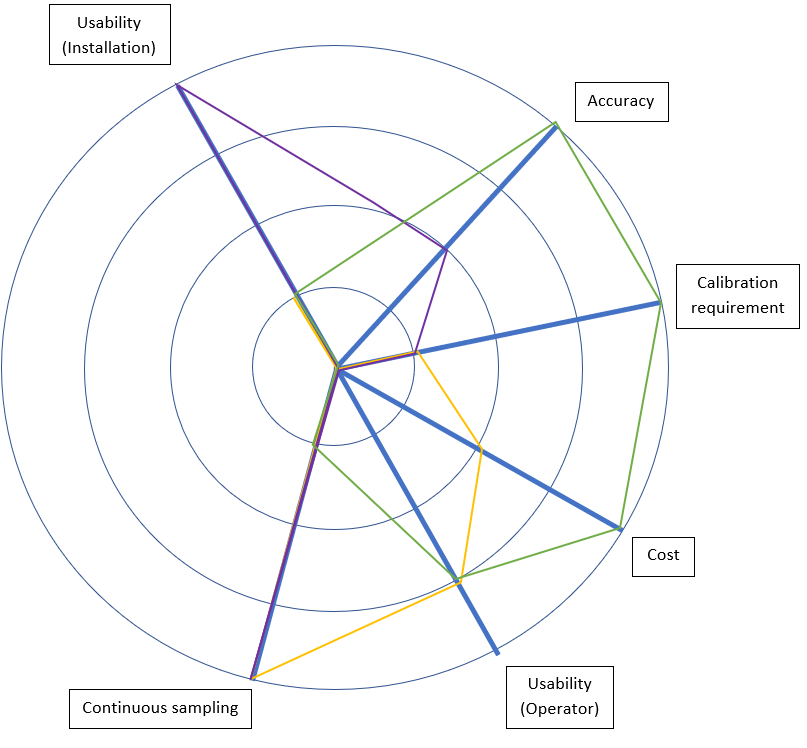 Usability
(Installation)
Accuracy
Calibration
requirement
Cost
Usability
(Operator)
Continuous sampling